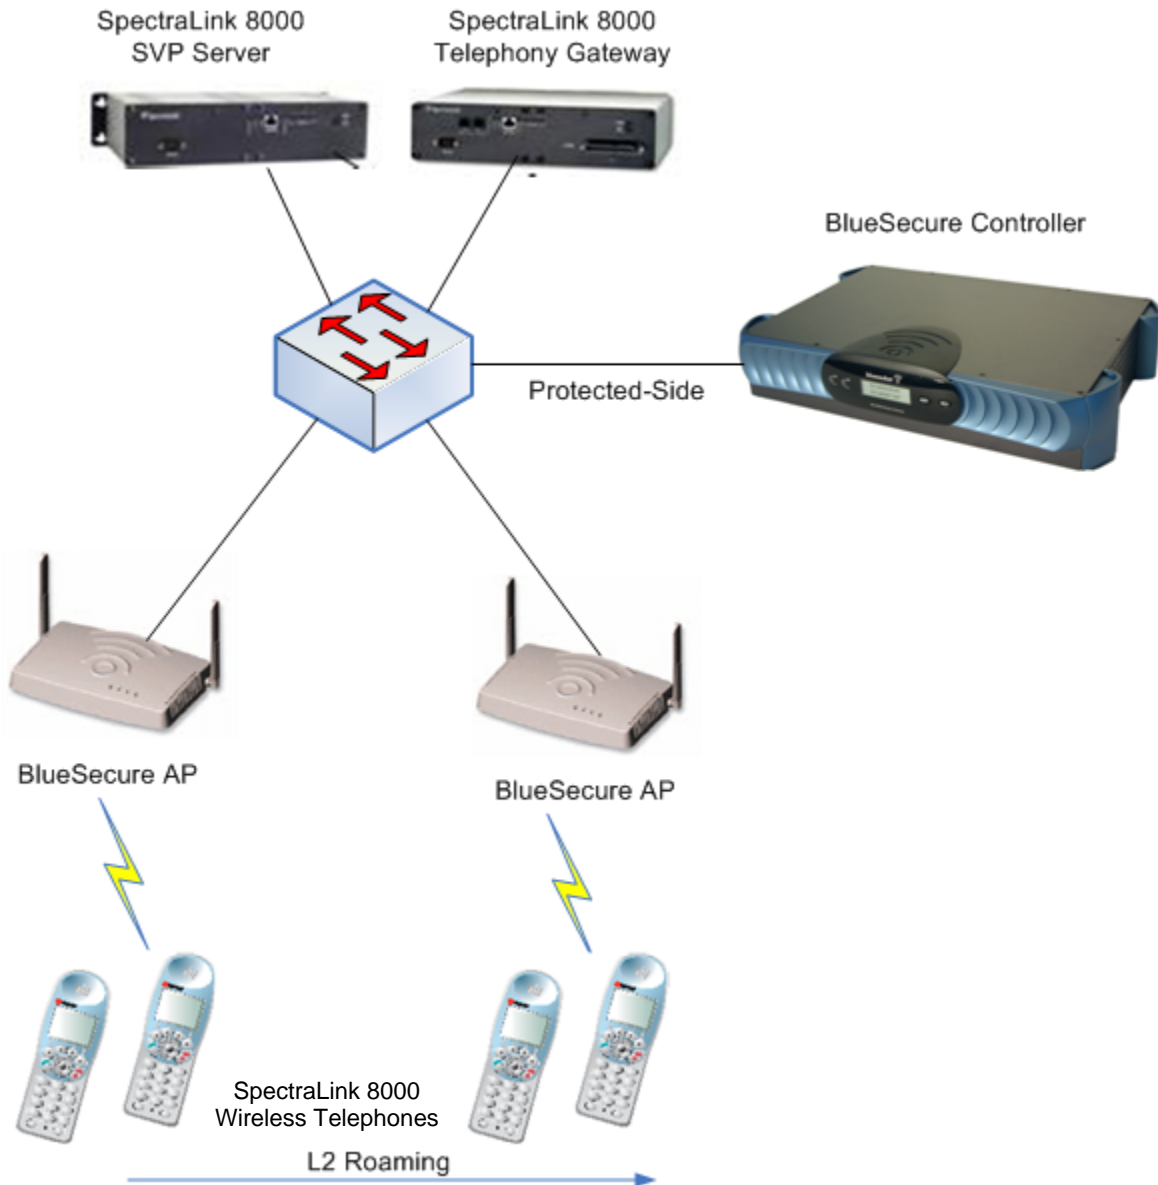 SpectraLink 8000
SVP Server
SpectraLink 8000
Telephony Gateway
BlueSecure Controller
Protected-Side
BlueSecure AP
BlueSecure AP
SpectraLink 8000
Wireless Telephones
L2 Roaming